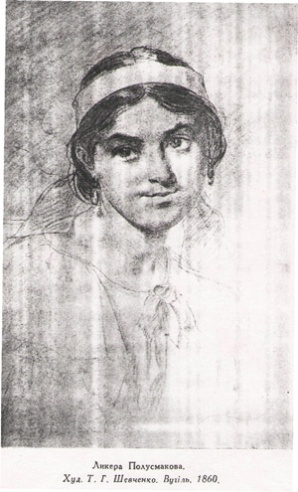 Ликера Полусмакова.
Худ. Т. Г. Шевченко. Вугіль. 1860.